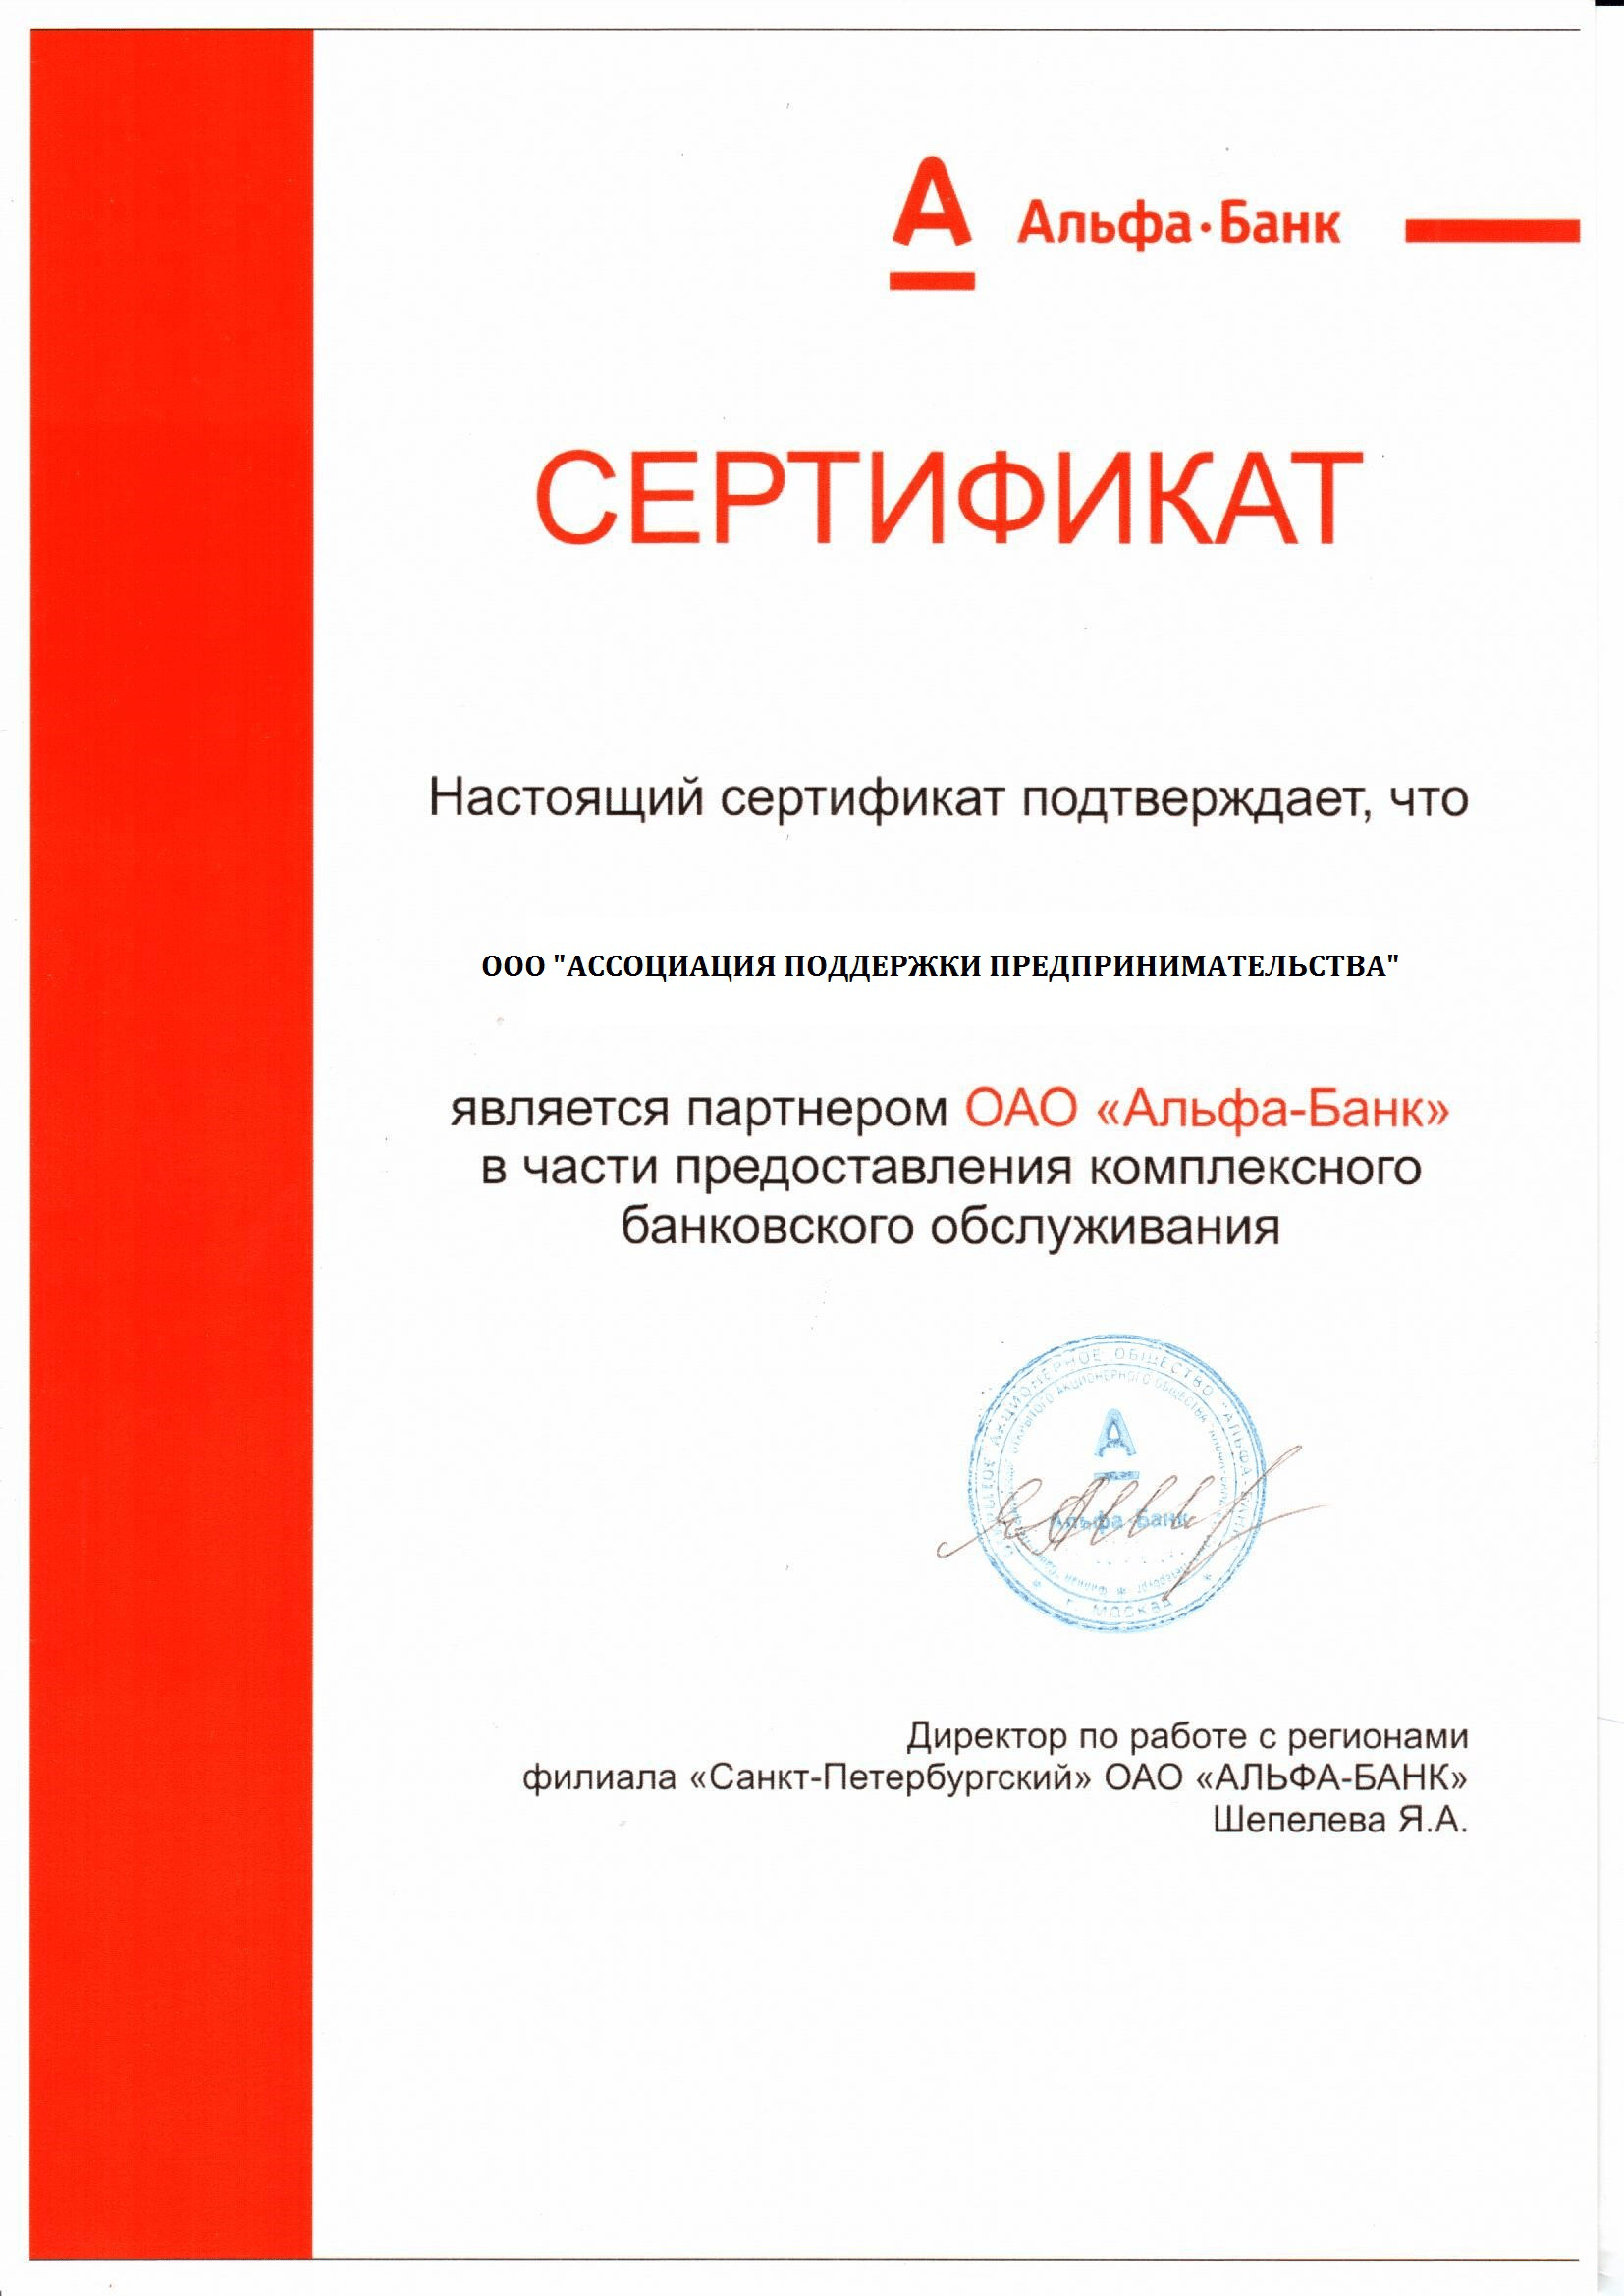 А Альфа·Банк
СЕРТИФИКАТ
Настоящий сертификат подтверждает, что
ООО "АССОЦИАЦИЯ ПОДДЕРЖКИ ПРЕДПРИНИМАТЕЛЬСТВА"
является партнером ОАО «Альфа-Банк»
в части предоставления комплексного
банковского обслуживания
АКЦИОНЕРНОЕ ОБЩЕСТВО "АЛЬФА-БАНК"
АКЦИОНЕРНОГО ОБЩЕСТВА
А
Альфа·Банк
г. МОСКВА
Директор по работе с регионами
филиала «Санкт-Петербургский» ОАО «АЛЬФА-БАНК»
Шепелева Я.А.